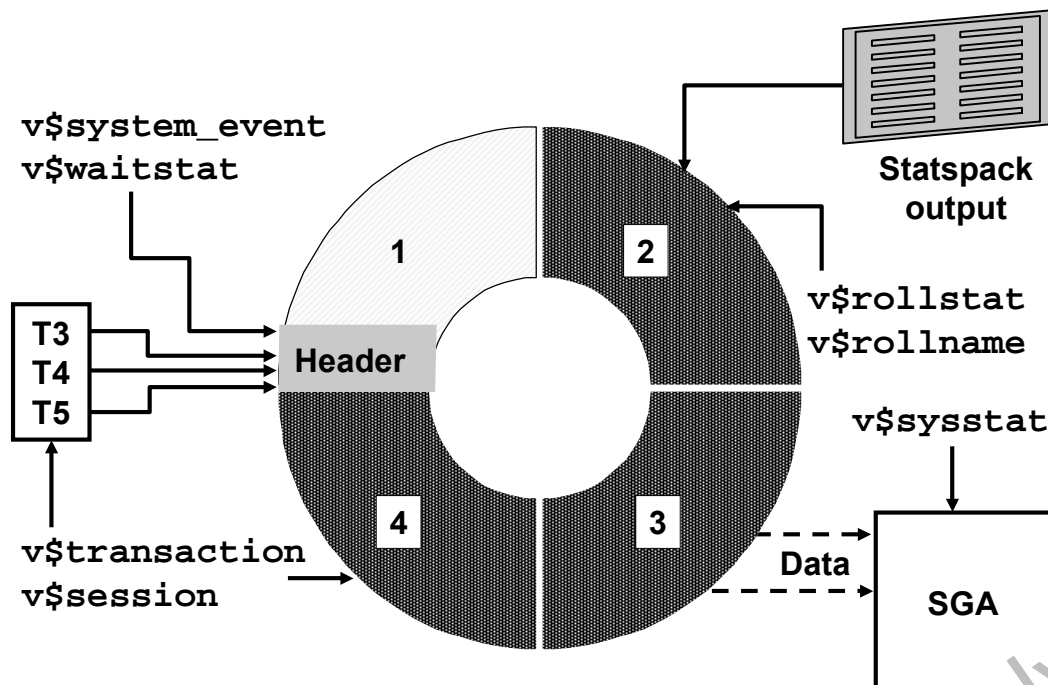 v$system_event
v$waitstat
Statspack
output
1
2
v$rollstat
v$rollname
T3
T4
T5
Header
v$sysstat
4
3
v$transaction
v$session
Data
SGA